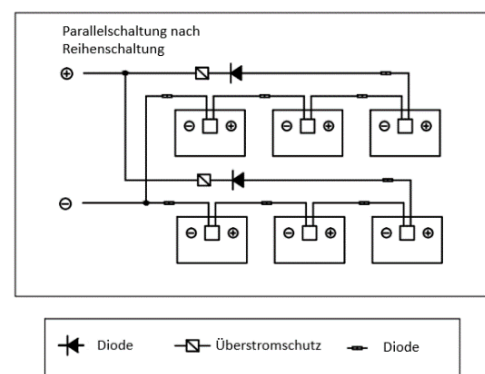 Parallelschaltung nach
Reihenschaltung
Diode
Überstromschutz
Diode